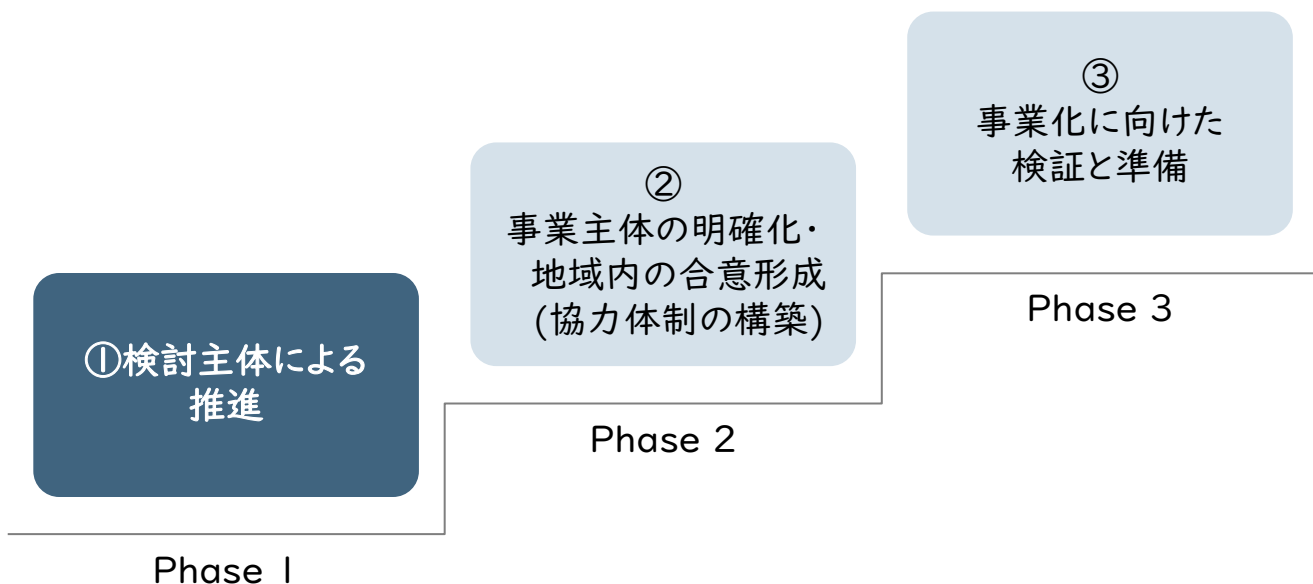 ①検討主体による
推進
Phase 1
②
事業主体の明確化・
地域内の合意形成
(協力体制の構築)
Phase 2
③
事業化に向けた
検証と準備
Phase 3